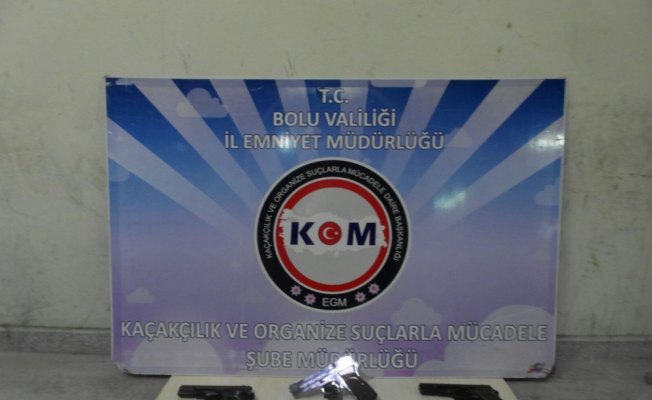 T.C.
BOLU VALİLİĞİ
İL EMNİYET MÜDÜRLÜĞÜ
KAÇAKÇILIK VE ORGANİZE SUÇLARLA MÜCADELE DAİRE BAŞKANLIĞI
KOM
EGM
KAÇAKÇILIK VE ORGANİZE SUÇLARLA MÜCADELE
ŞUBE MÜDÜRLÜĞÜ